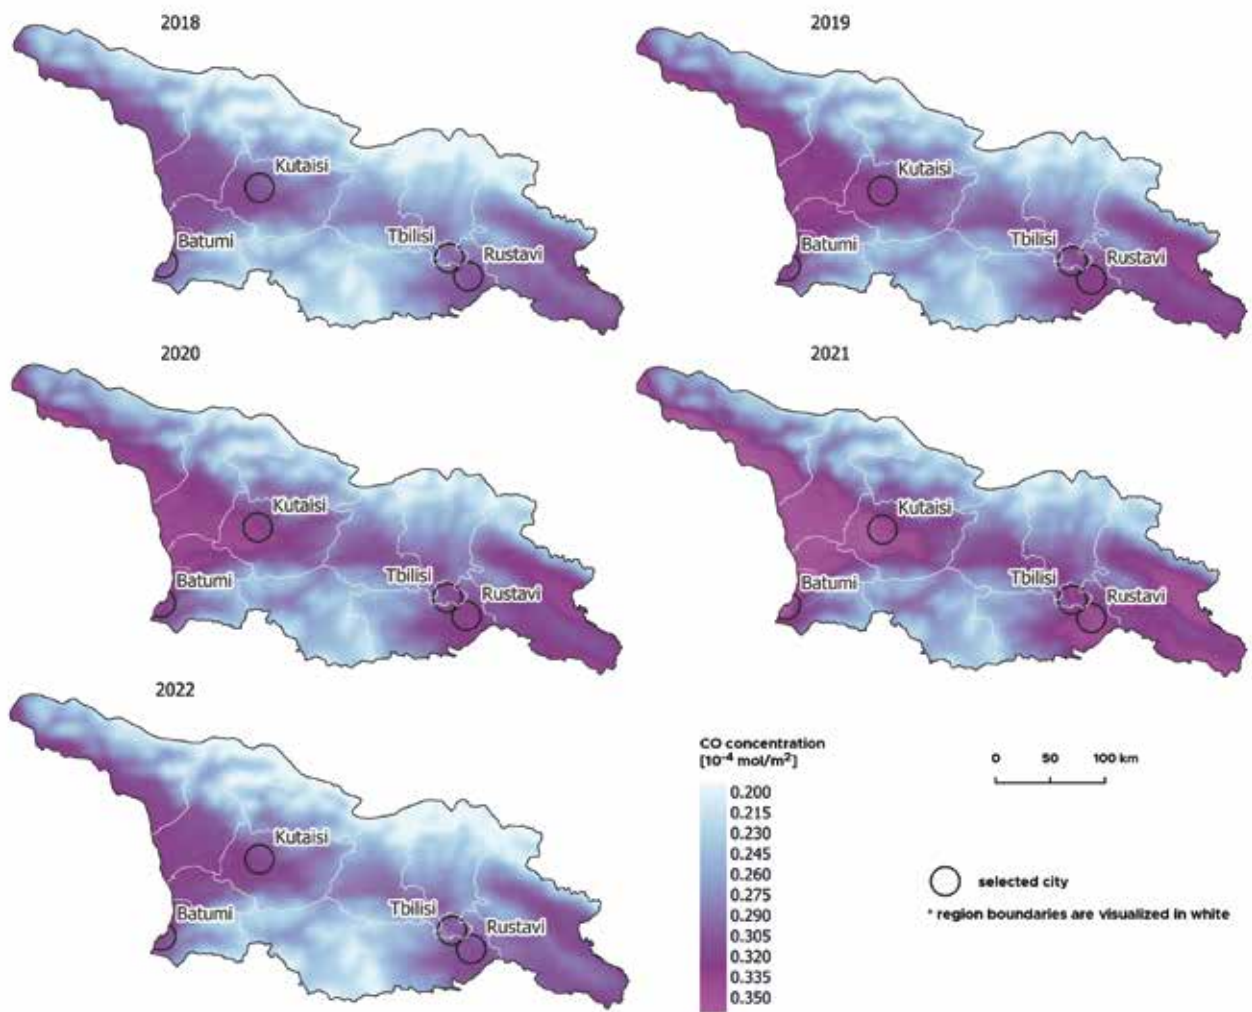 2018
2019
Kutaisi
Kutaisi
Batumi
Tbilisi
Rustavi
Batumi
Tbilisi
Rustavi
2020
2021
Kutaisi
Kutaisi
Batumi
Tbilisi
Rustavi
Batumi
Tbilisi
Rustavi
2022
Kutaisi
Batumi
Tbilisi
Rustavi
CO concentration
[10⁻⁴ mol/m²]
0.200
0.215
0.230
0.245
0.260
0.275
0.290
0.305
0.320
0.335
0.350
0 50 100 km
selected city
* region boundaries are visualized in white